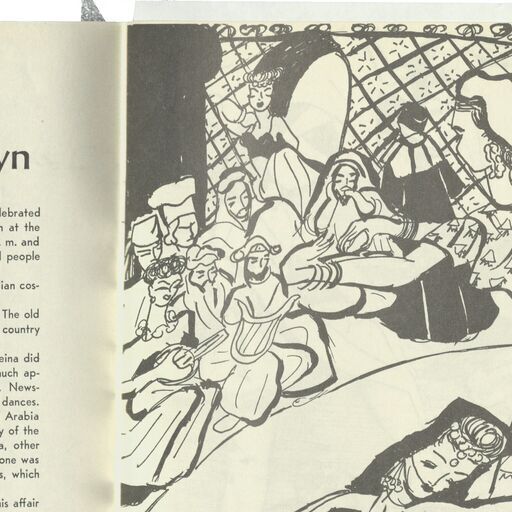 yn
lebrated
n at the
. m. and
l people
ian cos-
The old
country
eina did
nuch ap-
. News-
dances.
Arabia
y of the
a, other
one was
s, which
is affair